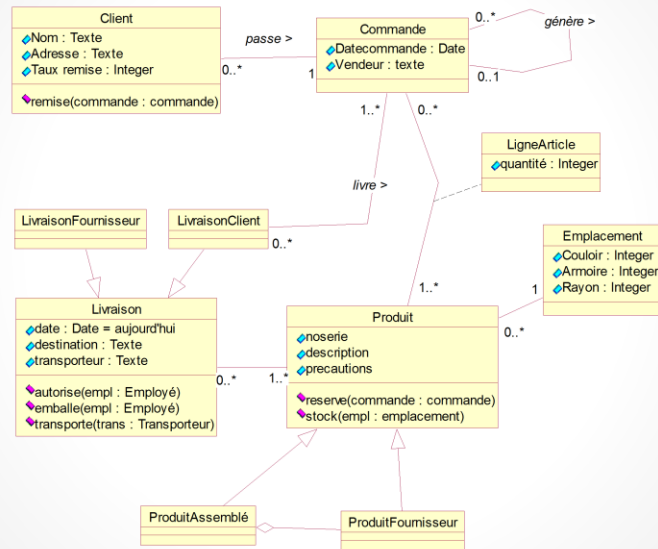 Client
Nom : Texte
Adresse : Texte
Taux remise : Integer
remise(commande : commande)
passe >
0..*
1
Commande
Datecommande : Date
Vendeur : texte
0..*
génère >
0..1
1..*
0..*
livre >
LigneArticle
quantité : Integer
LivraisonFournisseur
LivraisonClient
0..*
Emplacement
Couloir : Integer
Armoire : Integer
Rayon : Integer
1
0..*
1..*
Livraison
date : Date = aujourd'hui
destination : Texte
transporteur : Texte
autorise(empl : Employé)
emballe(empl : Employé)
transporte(trans : Transporteur)
0..*
1..*
Produit
noserie
description
precautions
reserve(commande : commande)
stock(empl : emplacement)
ProduitAssemblé
ProduitFournisseur